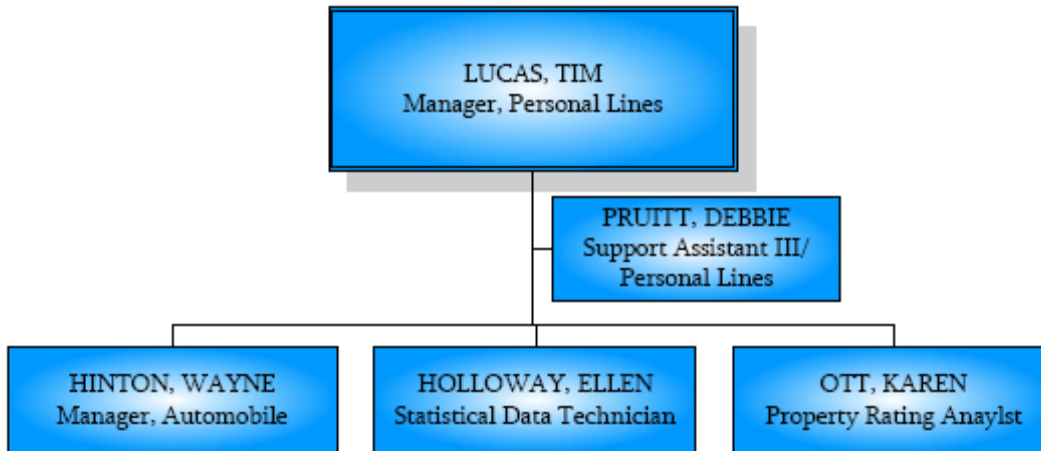 LUCAS, TIM
Manager, Personal Lines
PRUITT, DEBBIE
Support Assistant III/
Personal Lines
HINTON, WAYNE
Manager, Automobile
HOLLOWAY, ELLEN
Statistical Data Technician
OTT, KAREN
Property Rating Anaylst